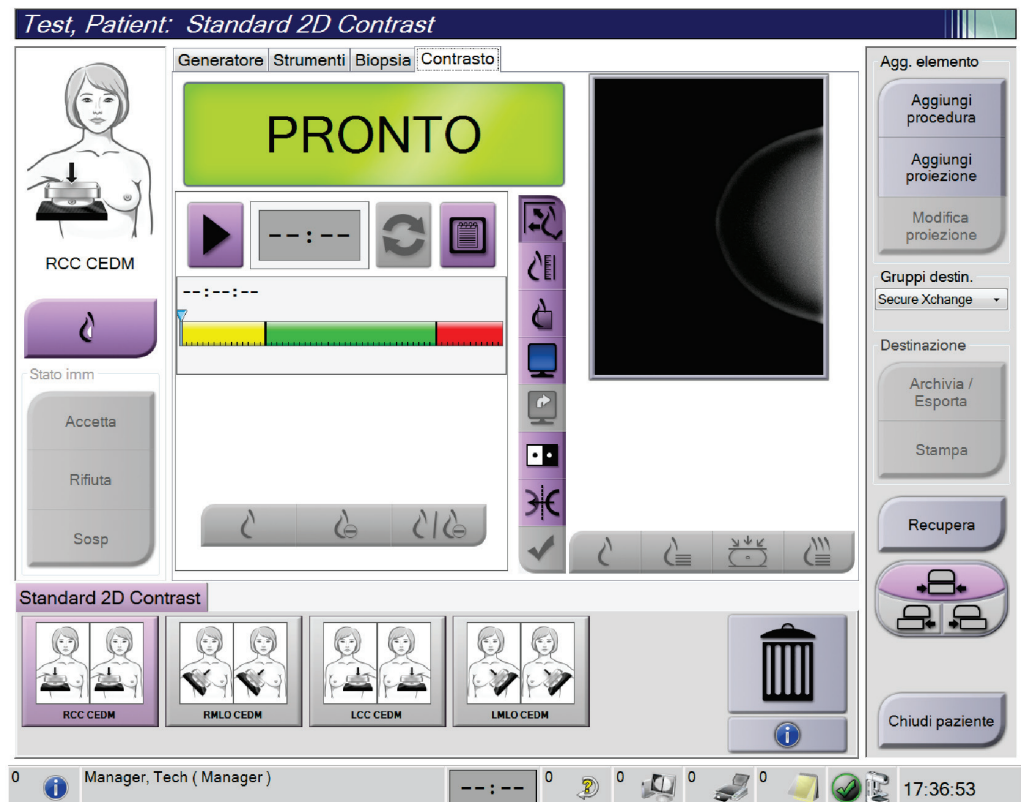 Test, Patient: Standard 2D Contrast
Generatore Strumenti Biopsia Contrasto
PRONTO
RCC CEDM
--:--
--:--:--
Stato imm
Accetta
Rifiuta
Sosp
Agg. elemento
Aggiungi
procedura
Aggiungi
proiezione
Modifica
proiezione
Gruppi destin.
Secure Xchange
Destinazione
Archivia /
Esporta
Stampa
Recupera
Chiudi paziente
Standard 2D Contrast
RCC CEDM
RMLO CEDM
LCC CEDM
LMLO CEDM
0 Manager, Tech ( Manager ) --:-- 0 0 0 0 17:36:53